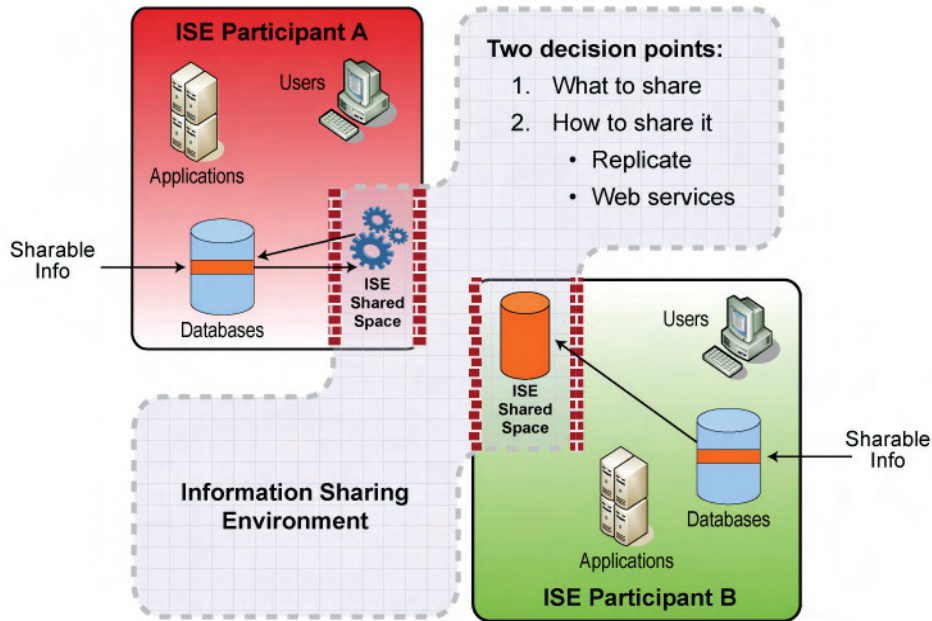 ISE Participant A
Users
Applications
Sharable
Info
Databases
ISE
Shared
Space
Two decision points:
1. What to share
2. How to share it
• Replicate
• Web services
ISE
Shared
Space
Users
Sharable
Info
Databases
Applications
ISE Participant B
Information Sharing
Environment